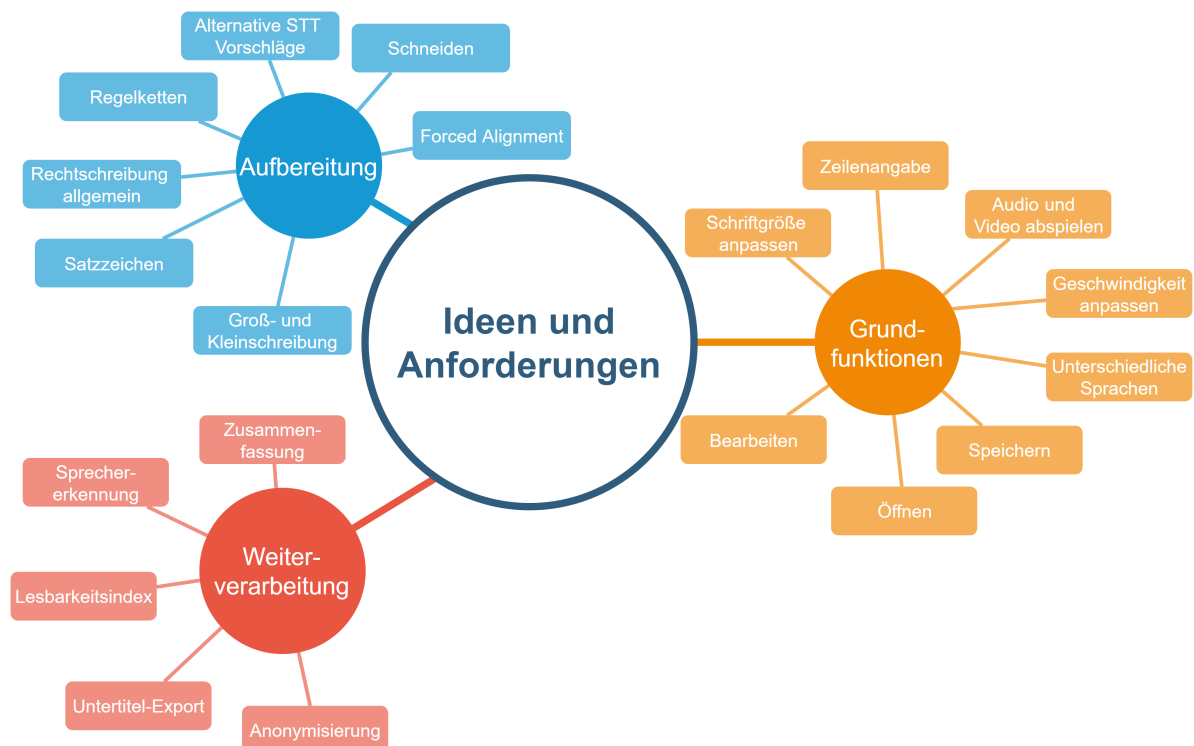 Alternative STT
Vorschläge
Schneiden
Regelketten
Forced Alignment
Aufbereitung
Rechtschreibung
allgemein
Satzzeichen
Groß- und
Kleinschreibung
Ideen und
Anforderungen
Zeilenangabe
Schriftgröße
anpassen
Audio und
Video abspielen
Geschwindigkeit
anpassen
Grund-
funktionen
Unterschiedliche
Sprachen
Bearbeiten
Speichern
Öffnen
Zusammen-
fassung
Sprecher-
erkennung
Weiter-
verarbeitung
Lesbarkeitsindex
Untertitel-Export
Anonymisierung